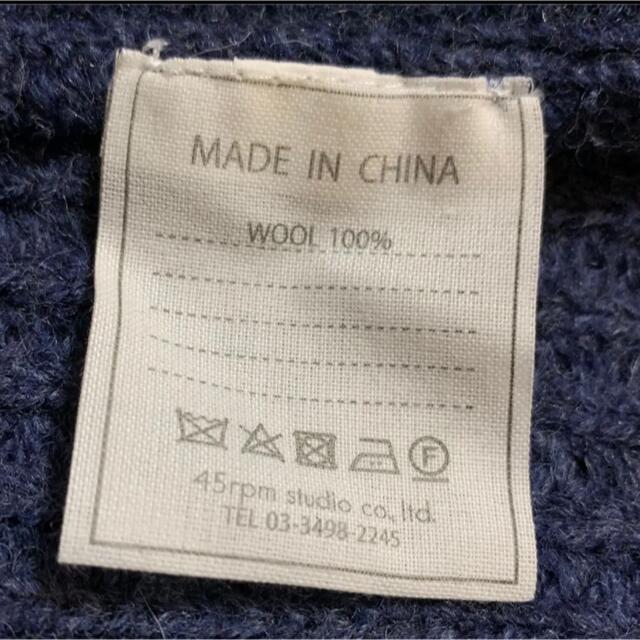 MADE IN CHINA
WOOL 100%
F
45rpm studio co., ltd.
TEL 03-3498-2245